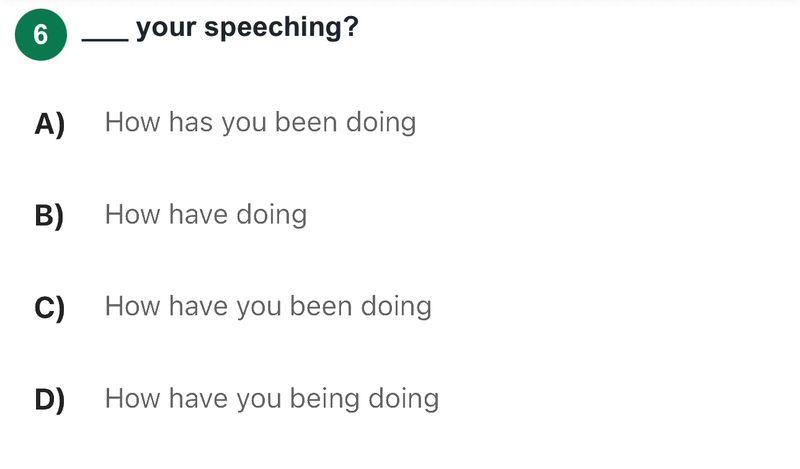 6 ___ your speeching?
A) How has you been doing
B) How have doing
C) How have you been doing
D) How have you being doing